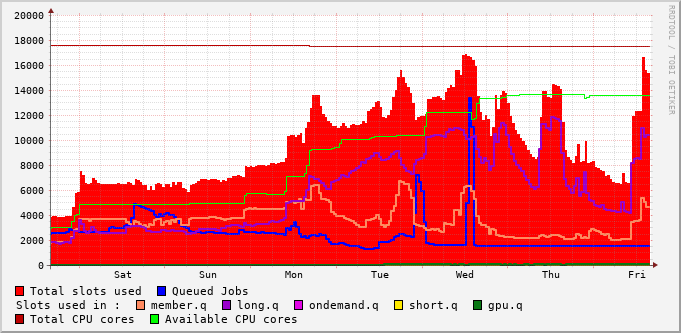 20000
18000
16000
14000
12000
10000
8000
6000
4000
2000
0
Sat Sun Mon Tue Wed Thu Fri
RRDTOOL / TOBI OETIKER
Total slots used Queued Jobs
Slots used in : member.q long.q ondemand.q short.q gpu.q
Total CPU cores Available CPU cores